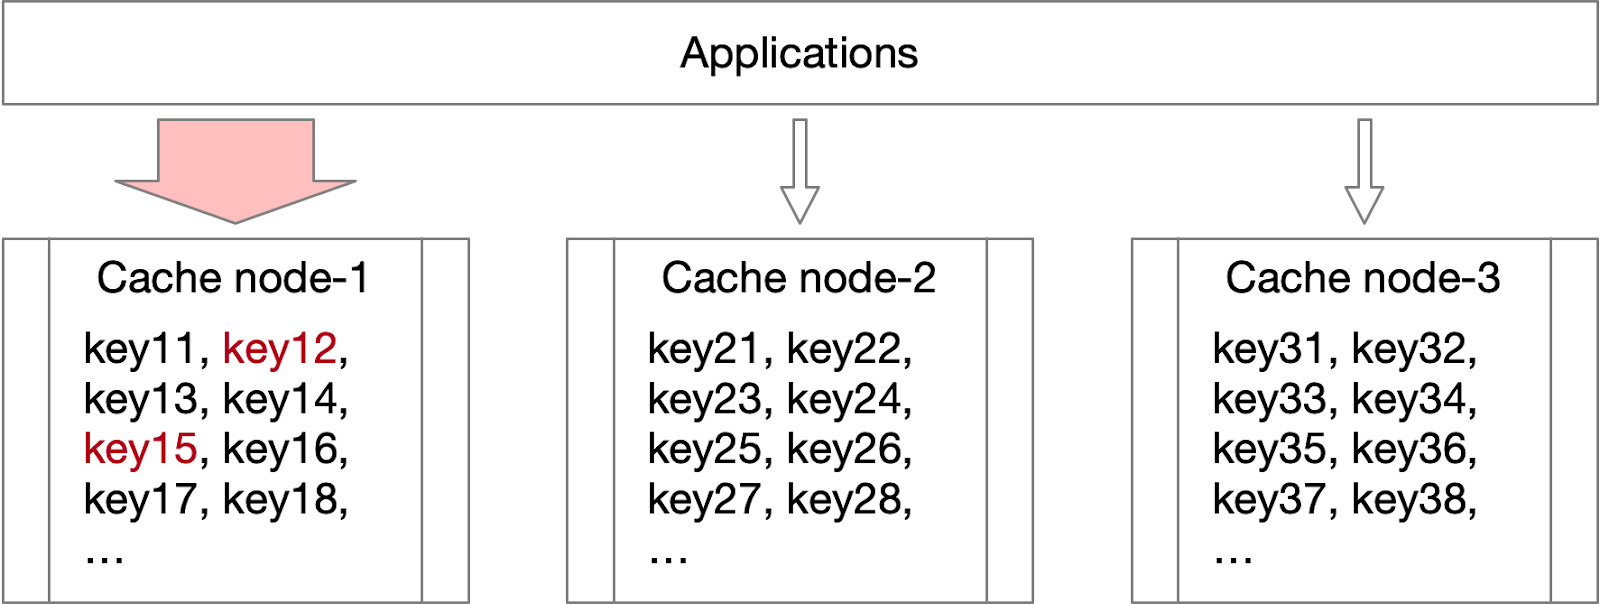 Applications
Cache node-1
key11, key12,
key13, key14,
key15, key16,
key17, key18,
...
Cache node-2
key21, key22,
key23, key24,
key25, key26,
key27, key28,
...
Cache node-3
key31, key32,
key33, key34,
key35, key36,
key37, key38,
...